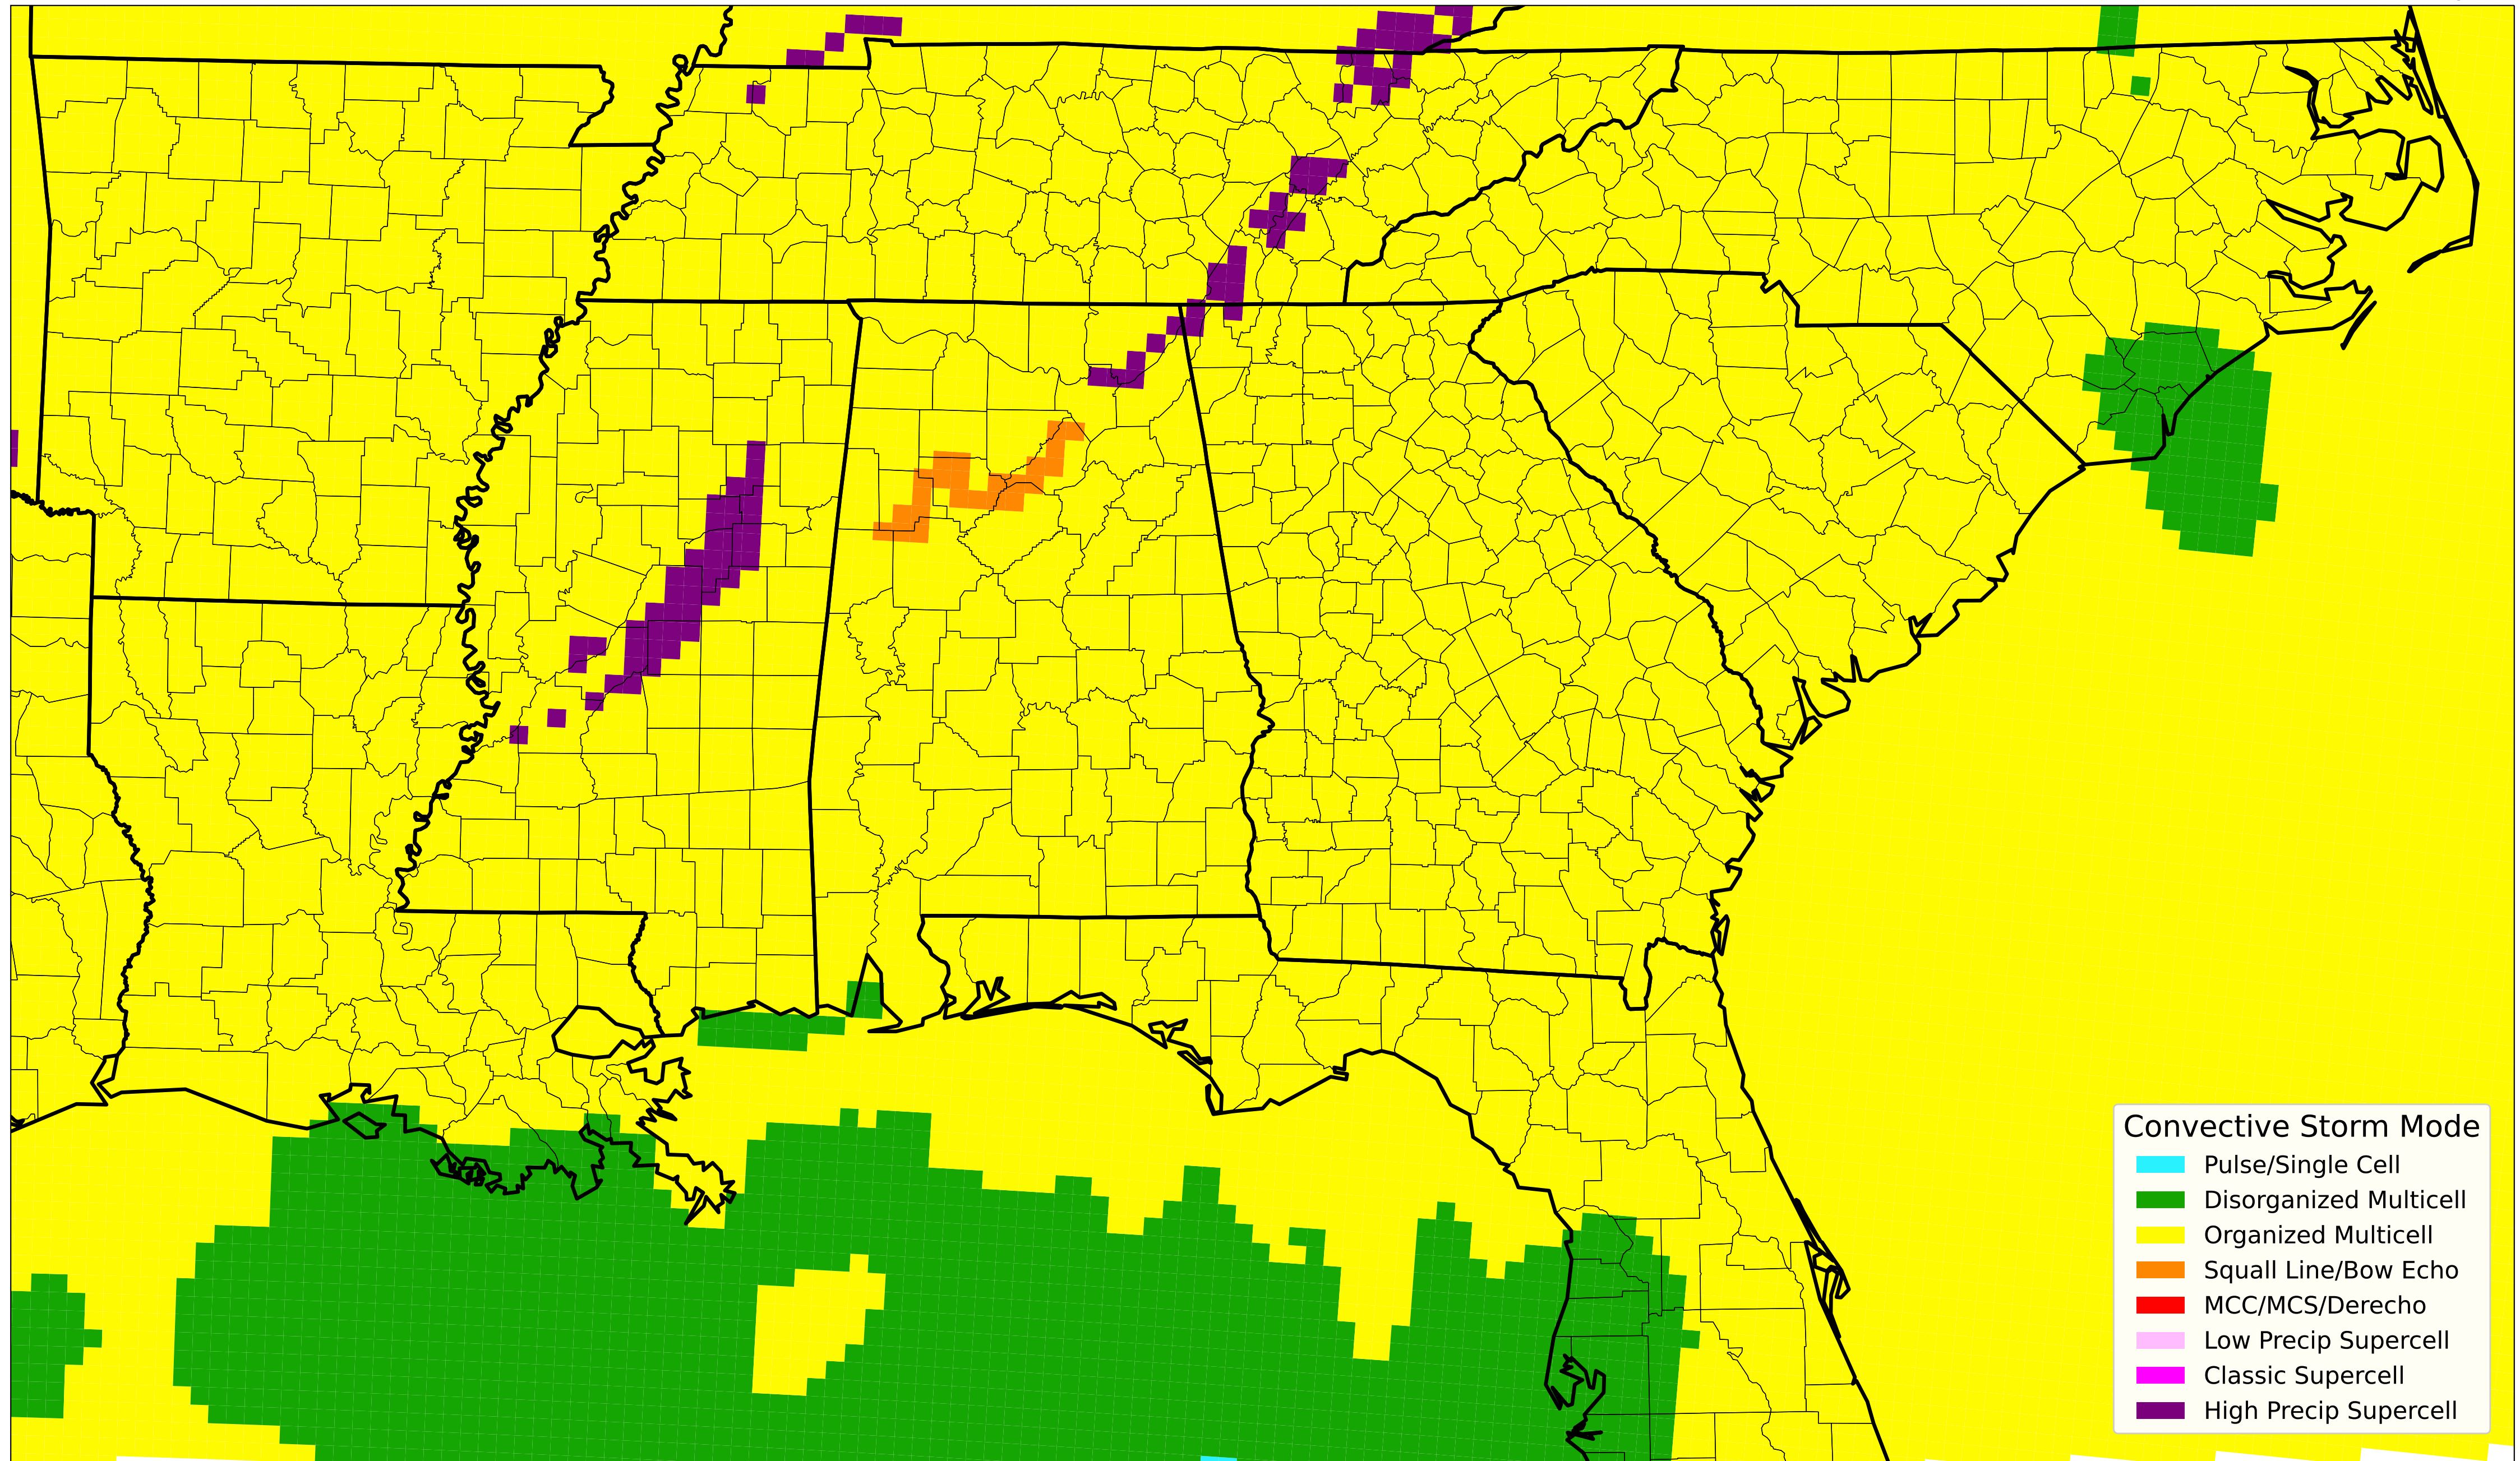 Convective Storm Mode
Pulse/Single Cell
Disorganized Multicell
Organized Multicell
Squall Line/Bow Echo
MCC/MCS/Derecho
Low Precip Supercell
Classic Supercell
High Precip Supercell